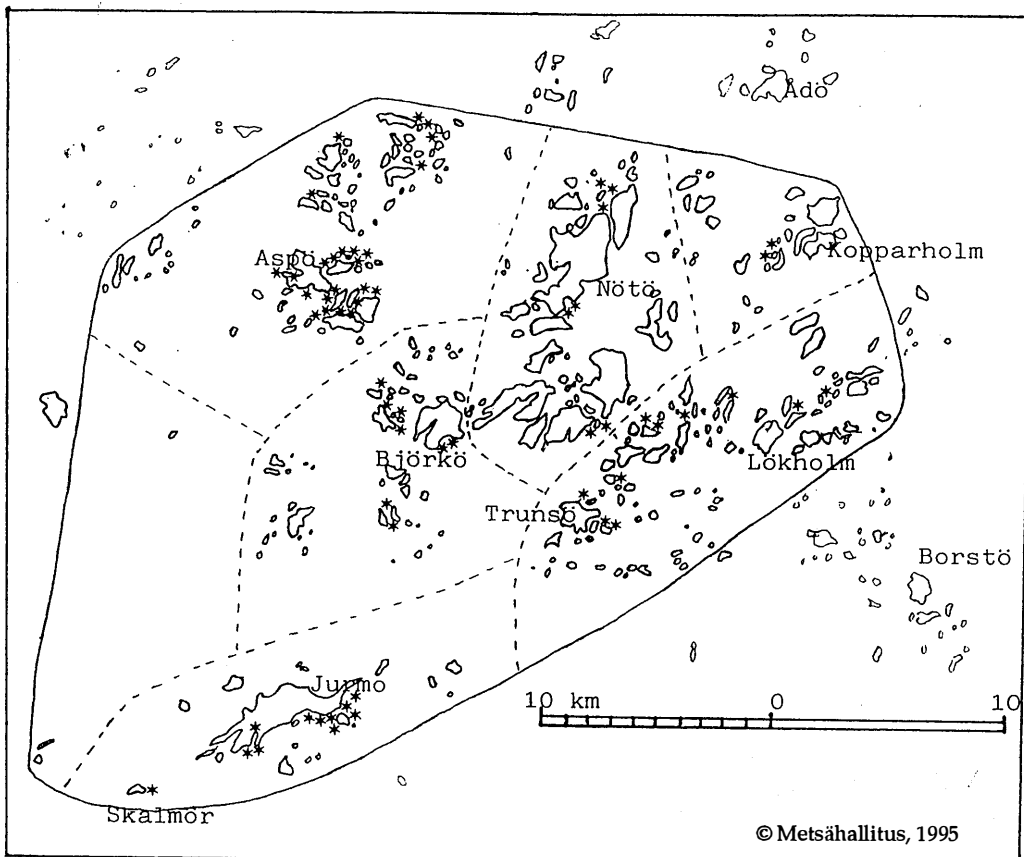 Ådö
Aspö
Kopparholm
Nötö
Björkö
Lökholm
Trunsö
Borstö
Jurmo
10 km 0 10
Skalmör
© Metsähallitus, 1995